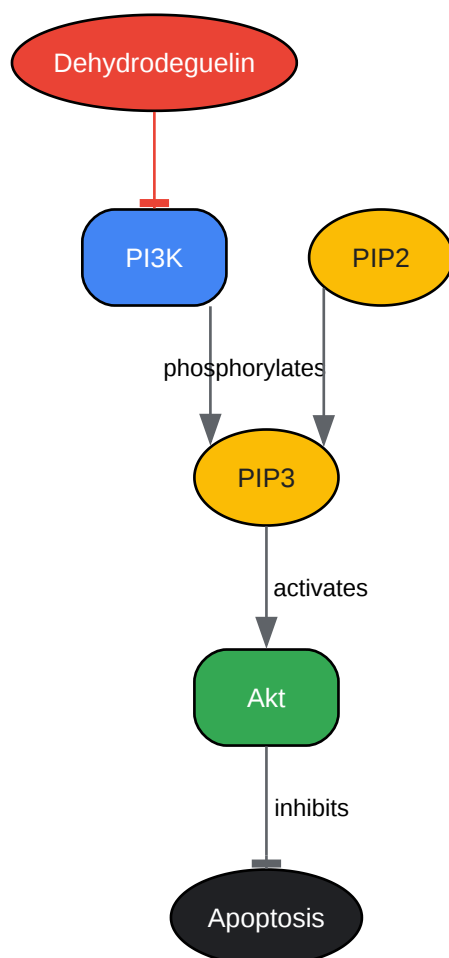 Dehydrodeguelin
PI3K
PIP2
phosphorylates
PIP3
activates
Akt
inhibits
Apoptosis